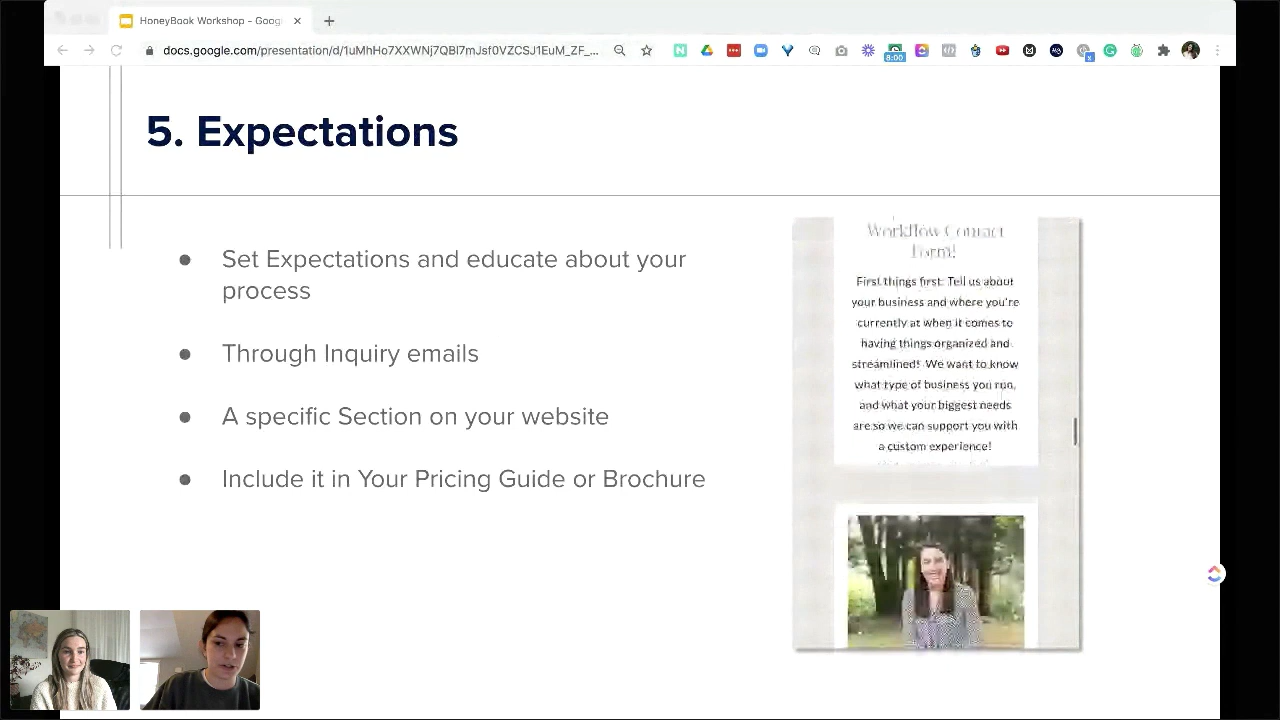 HoneyBook Workshop - Goog
docs.google.com/presentation/d/1uMhHo7XXWNj7QBl7mJsf0VZCSJ1EuM_ZF_...
8:00
5. Expectations
● Set Expectations and educate about your
process
● Through Inquiry emails
● A specific Section on your website
● Include it in Your Pricing Guide or Brochure
Workflow Contact
Form!
First things first: Tell us about
your business and where you're
currently at when it comes to
having things organized and
streamlined! We want to know
what type of business you run,
and what your biggest needs
are so we can support you with
a custom experience!